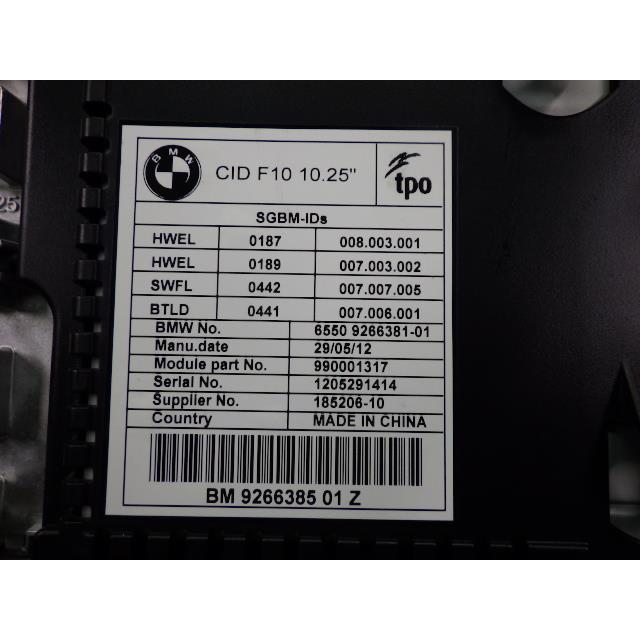 BMW
CID F10 10.25"
tpo
SGBM-IDs
HWEL 0187 008.003.001
HWEL 0189 007.003.002
SWFL 0442 007.007.005
BTLD 0441 007.006.001
BMW No. 6550 9266381-01
Manu.date 29/05/12
Module part No. 990001317
Serial No. 1205291414
Supplier No. 185206-10
Country MADE IN CHINA
BM 9266385 01 Z
25